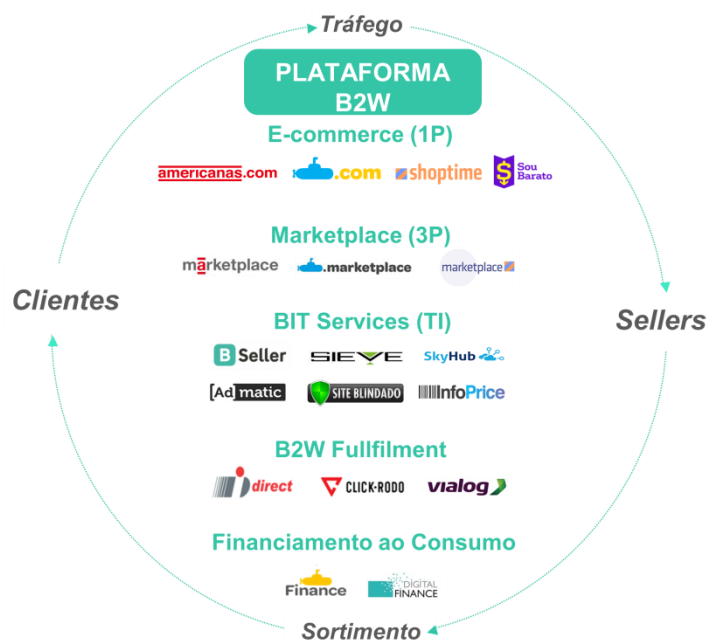 Tráfego
PLATAFORMA
B2W
E-commerce (1P)
americanas.com .com shoptime Sou
Barato
Marketplace (3P)
marketplace .marketplace marketplace
Clientes
Sellers
BIT Services (TI)
B Seller SIEVE SkyHub
[Ad]matic SITE BLINDADO InfoPrice
B2W Fullfilment
direct CLICK-RODO vialog
Financiamento ao Consumo
Finance DIGITAL
FINANCE
Sortimento